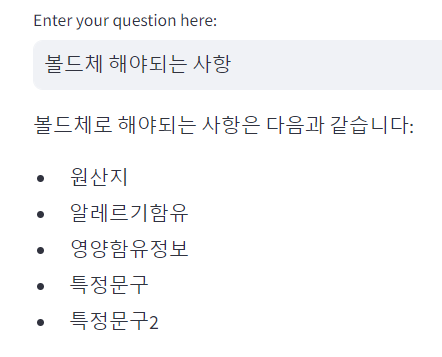 Enter your question here:
볼드체 해야되는 사항
볼드체로 해야되는 사항은 다음과 같습니다:
• 원산지
• 알레르기함유
• 영양함유정보
• 특정문구
• 특정문구2